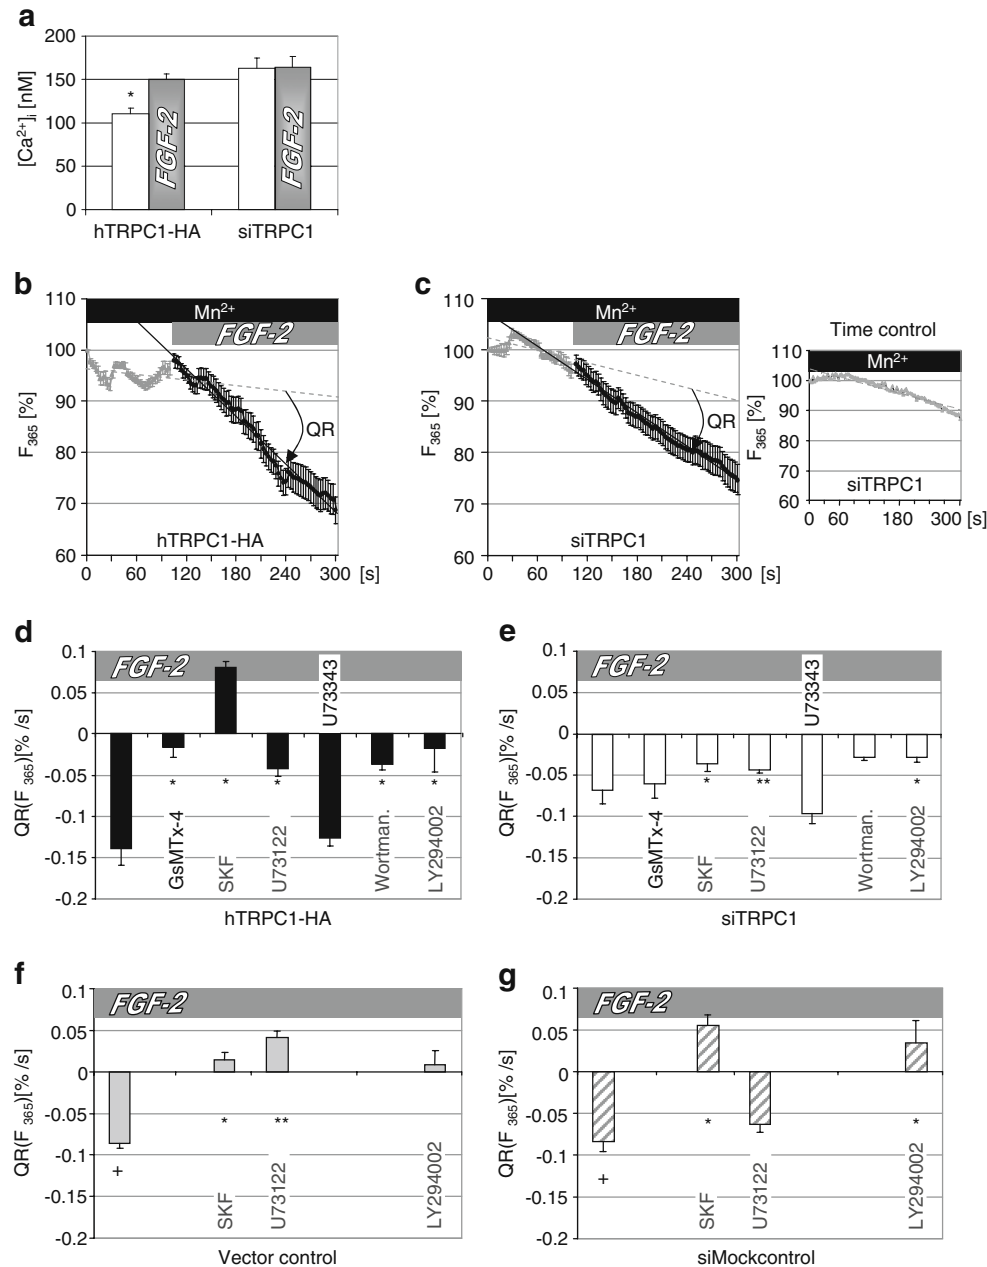 a
200
150
100
50
0
[Ca2+]i [nM]
*
FGF-2
FGF-2
hTRPC1-HA
siTRPC1
b
110
100
90
80
70
60
F365 [%]
Mn2+
FGF-2
QR
hTRPC1-HA
0 60 120 180 240 300 [s]
c
110
100
90
80
70
60
F365 [%]
Mn2+
FGF-2
QR
siTRPC1
0 60 120 180 240 300 [s]
Time control
110
100
90
80
70
60
F365 [%]
Mn2+
siTRPC1
0 60 180 300 [s]
d
0.1
0.05
0
-0.05
-0.1
-0.15
-0.2
QR(F 365)[% /s]
FGF-2
U73343
* * * * *
GsMTx-4
SKF
U73122
Wortman.
LY294002
hTRPC1-HA
e
0.1
0.05
0
-0.05
-0.1
-0.15
-0.2
QR(F 365)[% /s]
FGF-2
U73343
* ** *
GsMTx-4
SKF
U73122
Wortman.
LY294002
siTRPC1
f
0.1
0.05
0
-0.05
-0.1
-0.15
-0.2
QR(F 365)[% /s]
FGF-2
* **
+
SKF
U73122
LY294002
Vector control
g
0.1
0.05
0
-0.05
-0.1
-0.15
-0.2
QR(F 365)[% /s]
FGF-2
* *
+
SKF
U73122
LY294002
siMockcontrol